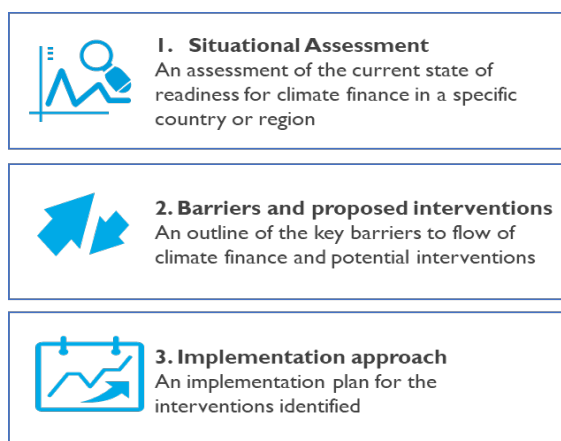 1. Situational Assessment
An assessment of the current state of
readiness for climate finance in a specific
country or region
2. Barriers and proposed interventions
An outline of the key barriers to flow of
climate finance and potential interventions
3. Implementation approach
An implementation plan for the
interventions identified